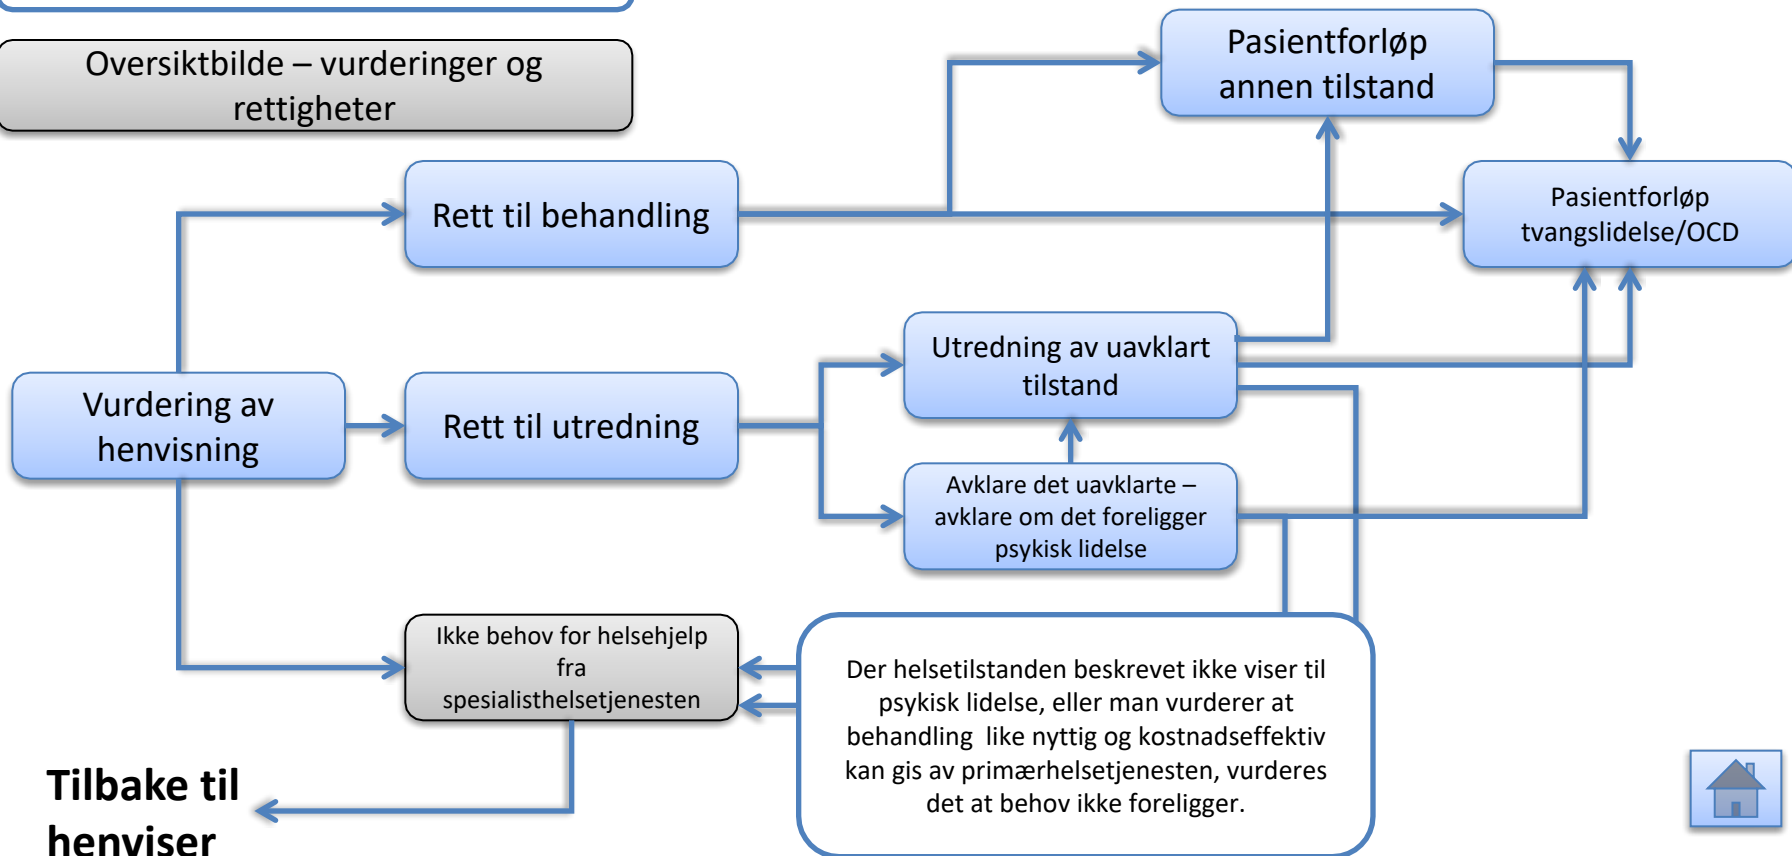 Oversiktbilde – vurderinger og
rettigheter
Pasientforløp
annen tilstand
Rett til behandling
Pasientforløp
tvangslidelse/OCD
Utredning av uavklart
tilstand
Vurdering av
henvisning
Rett til utredning
Avklare det uavklarte –
avklare om det foreligger
psykisk lidelse
Ikke behov for helsehjelp
fra
spesialisthelsetjenesten
Der helsetilstanden beskrevet ikke viser til
psykisk lidelse, eller man vurderer at
behandling  like nyttig og kostnadseffektiv
kan gis av primærhelsetjenesten, vurderes
det at behov ikke foreligger.
Tilbake til
henviser